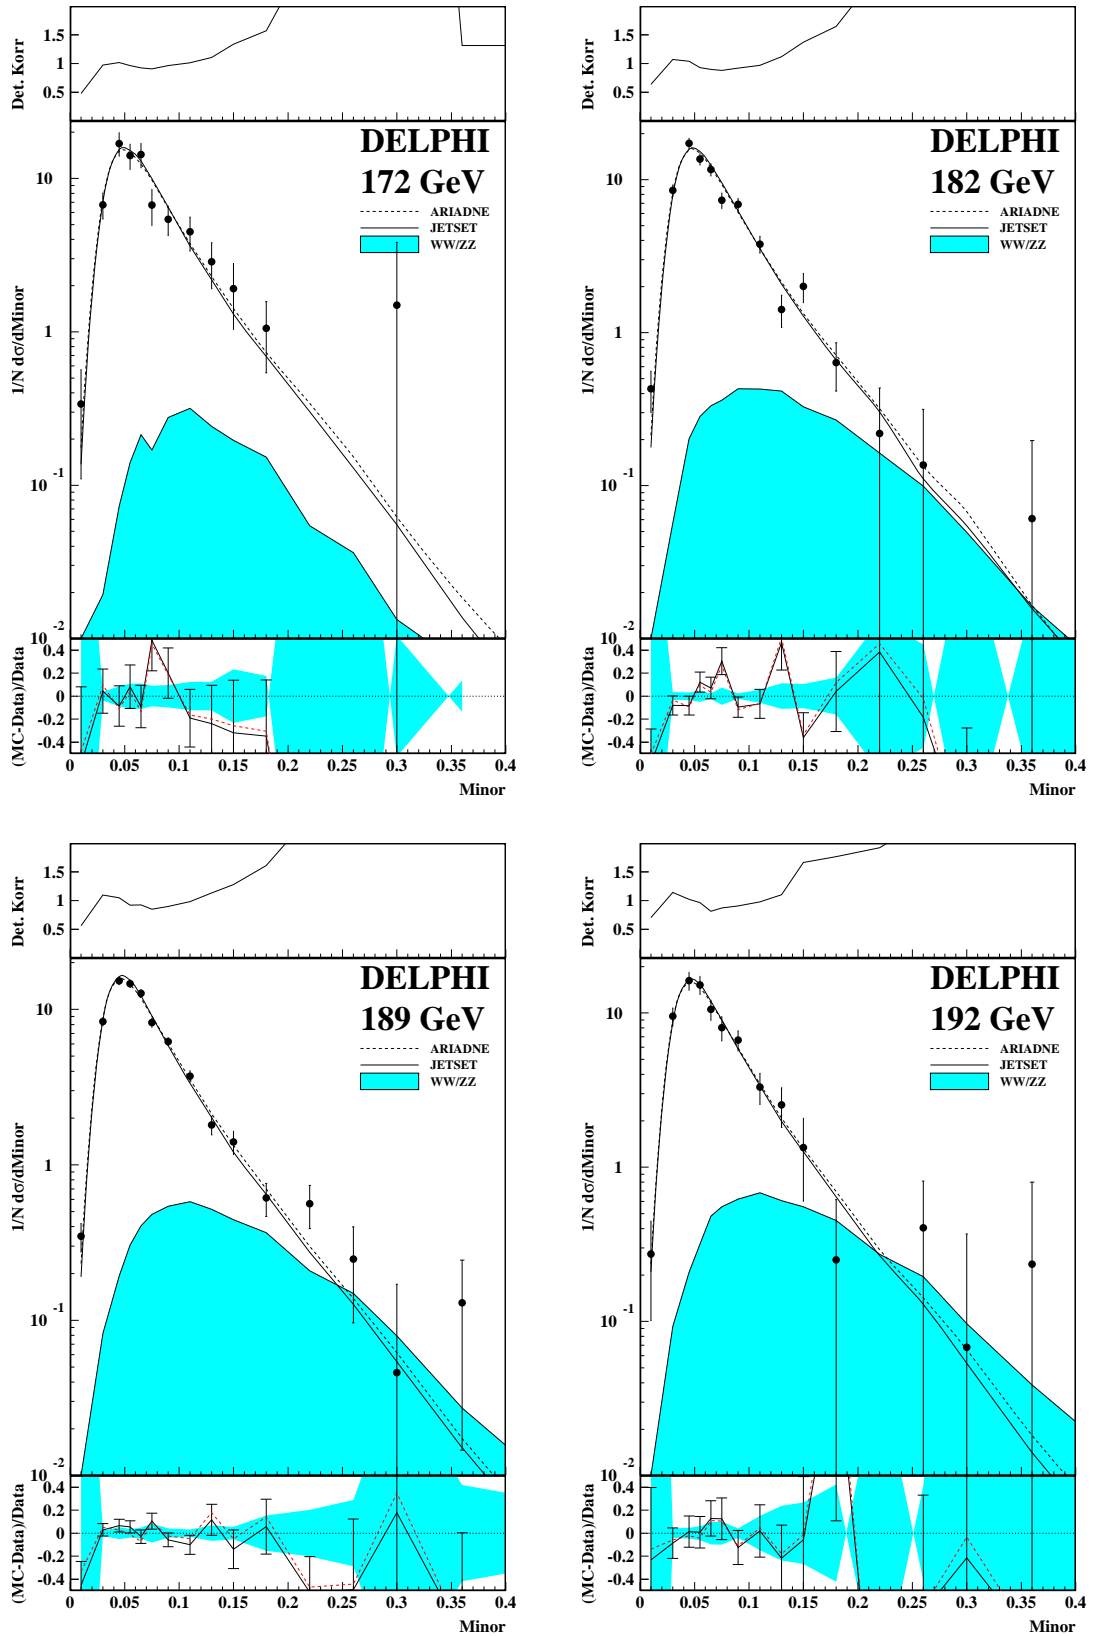 Det. Korr
1.5
1
0.5
DELPHI
172 GeV
ARIADNE
JETSET
WW/ZZ
1/N dσ/dMinor
10
1
10 -1
10 -2
(MC-Data)/Data
0.4
0.2
0
-0.2
-0.4
0 0.05 0.1 0.15 0.2 0.25 0.3 0.35 0.4
Minor
Det. Korr
1.5
1
0.5
DELPHI
182 GeV
ARIADNE
JETSET
WW/ZZ
1/N dσ/dMinor
10
1
10 -1
10 -2
(MC-Data)/Data
0.4
0.2
0
-0.2
-0.4
0 0.05 0.1 0.15 0.2 0.25 0.3 0.35 0.4
Minor
Det. Korr
1.5
1
0.5
DELPHI
189 GeV
ARIADNE
JETSET
WW/ZZ
1/N dσ/dMinor
10
1
10 -1
10 -2
(MC-Data)/Data
0.4
0.2
0
-0.2
-0.4
0 0.05 0.1 0.15 0.2 0.25 0.3 0.35 0.4
Minor
Det. Korr
1.5
1
0.5
DELPHI
192 GeV
ARIADNE
JETSET
WW/ZZ
1/N dσ/dMinor
10
1
10 -1
10 -2
(MC-Data)/Data
0.4
0.2
0
-0.2
-0.4
0 0.05 0.1 0.15 0.2 0.25 0.3 0.35 0.4
Minor